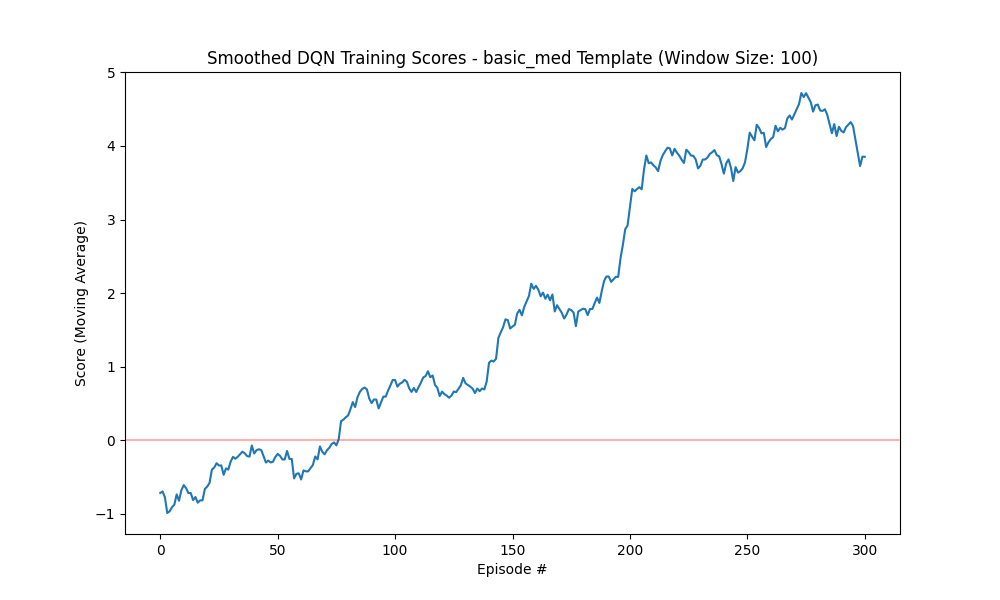 Smoothed DQN Training Scores - basic_med Template (Window Size: 100)
5
4
3
2
1
0
−1
Score (Moving Average)
0 50 100 150 200 250 300
Episode #